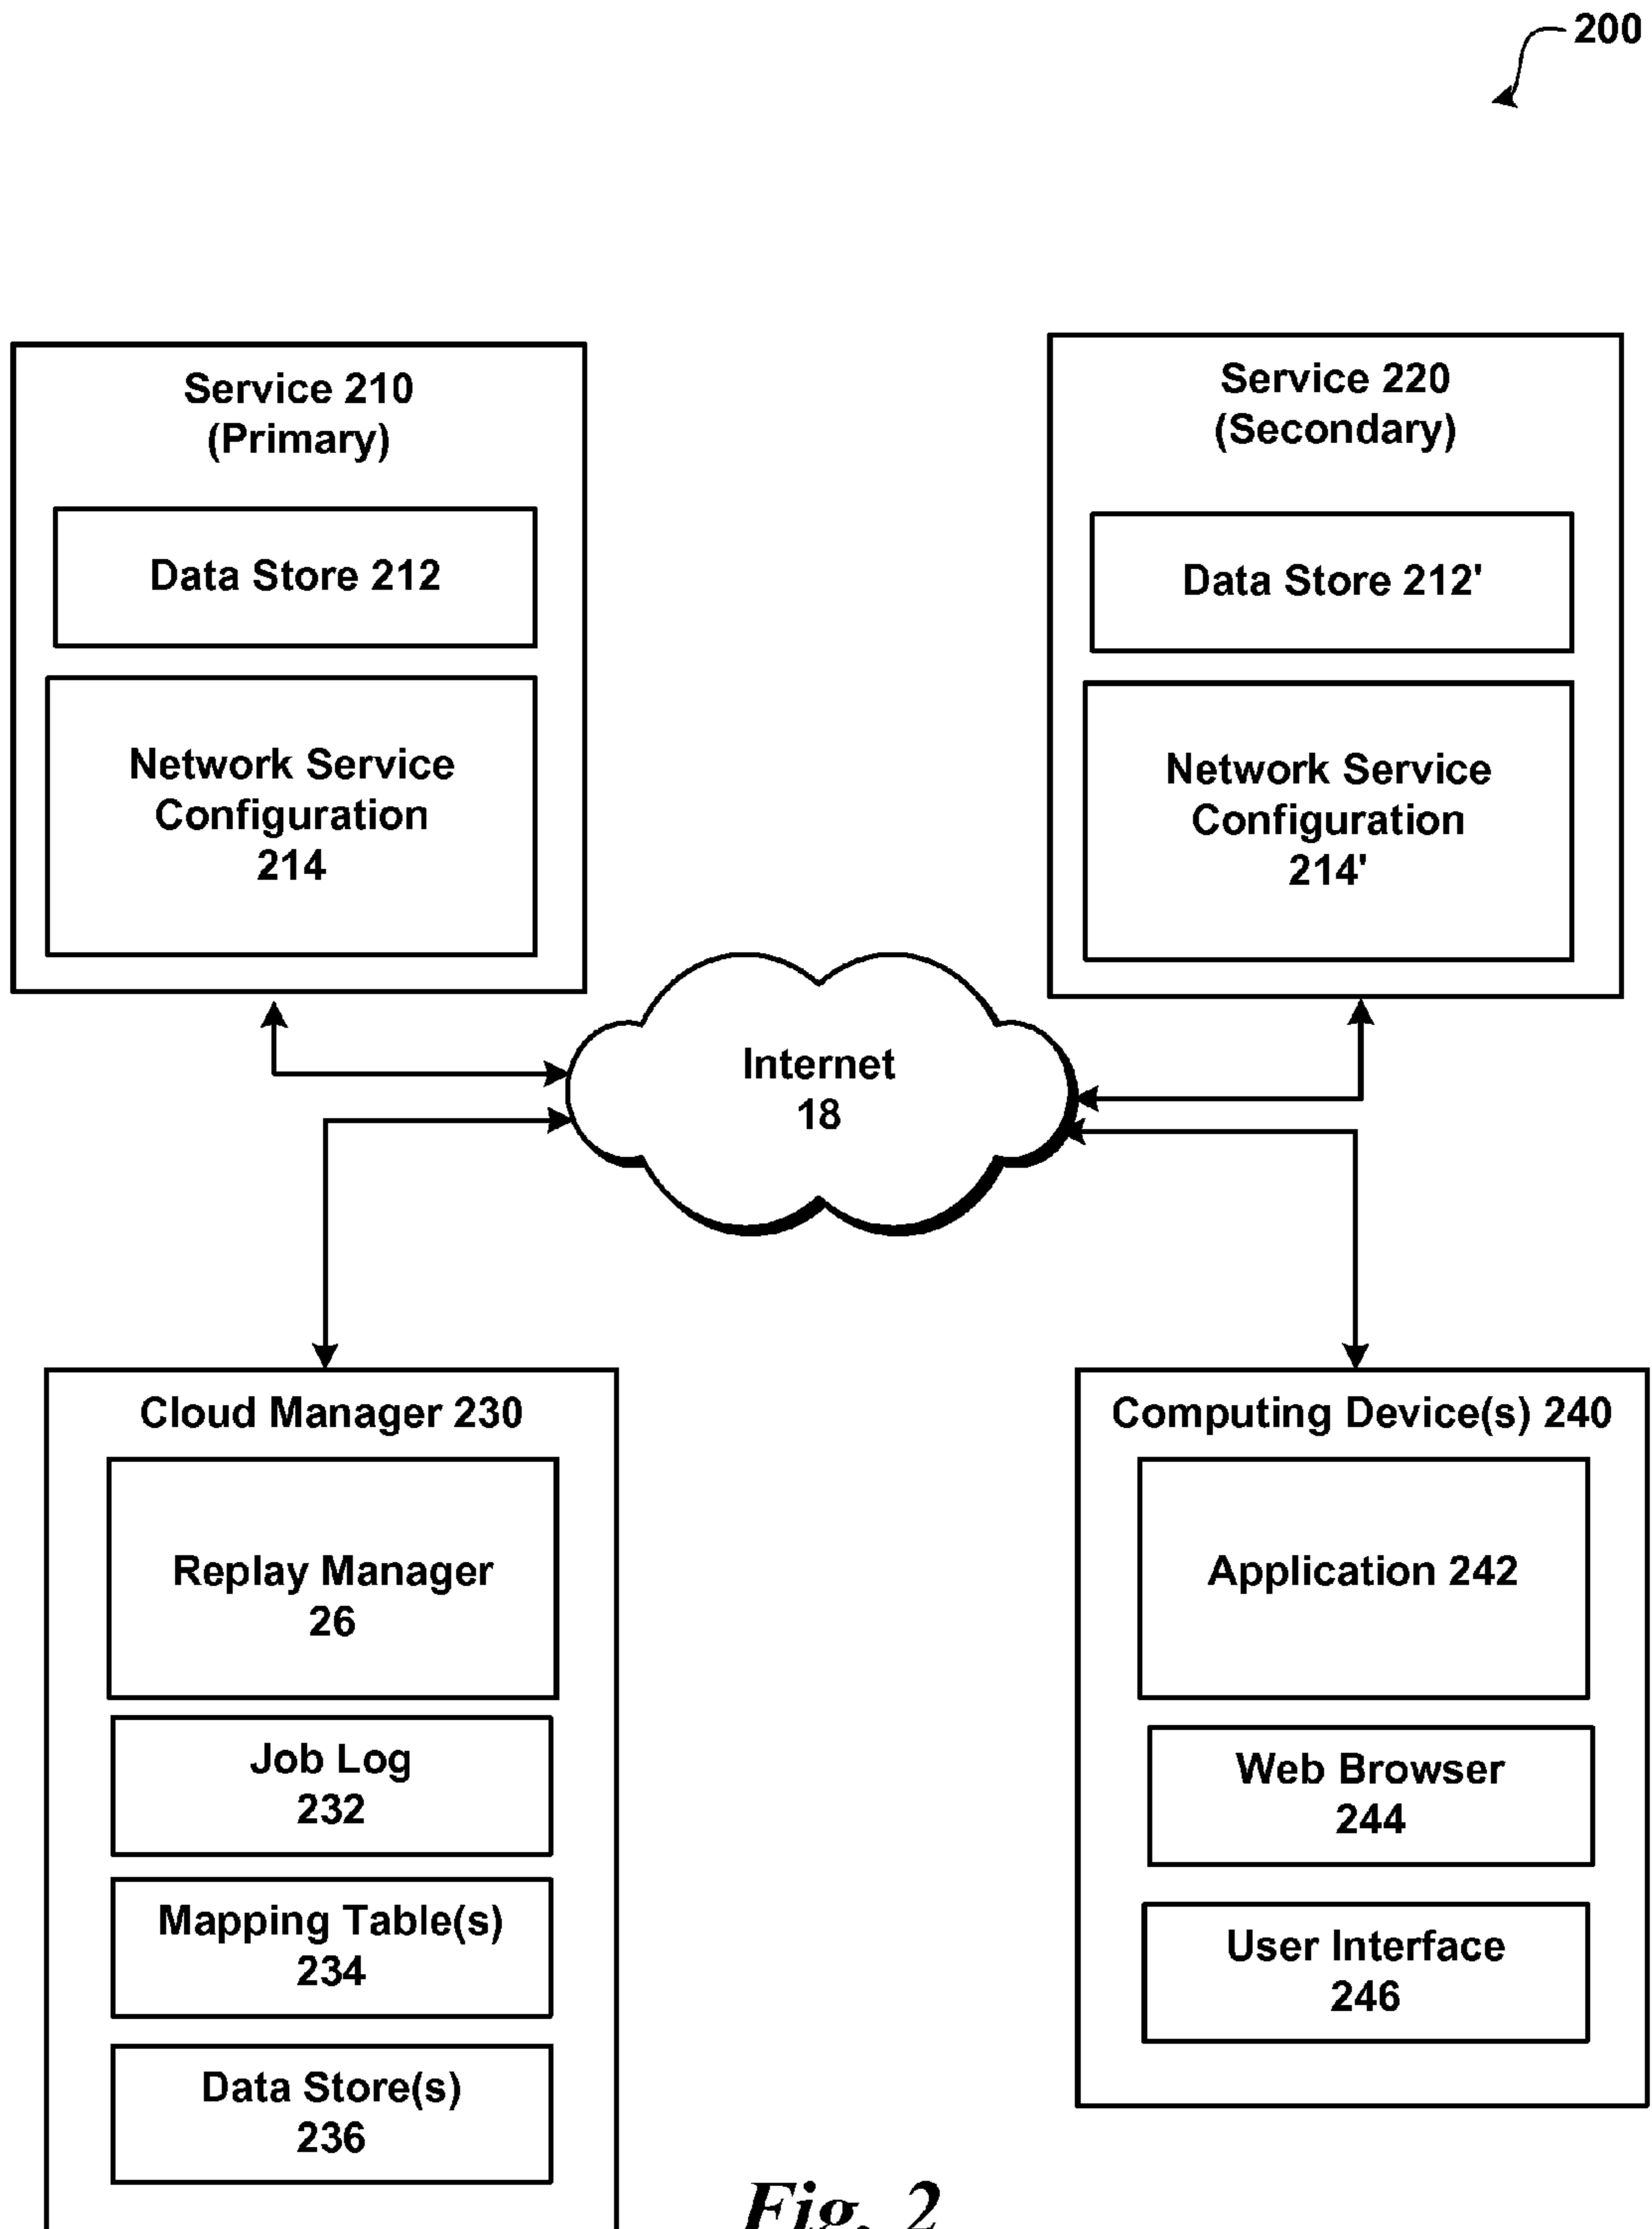 200
Service 210
(Primary)
Data Store 212
Network Service
Configuration
214
Service 220
(Secondary)
Data Store 212'
Network Service
Configuration
214'
Internet
18
Cloud Manager 230
Replay Manager
26
Job Log
232
Mapping Table(s)
234
Data Store(s)
236
Computing Device(s) 240
Application 242
Web Browser
244
User Interface
246
Fig. 2